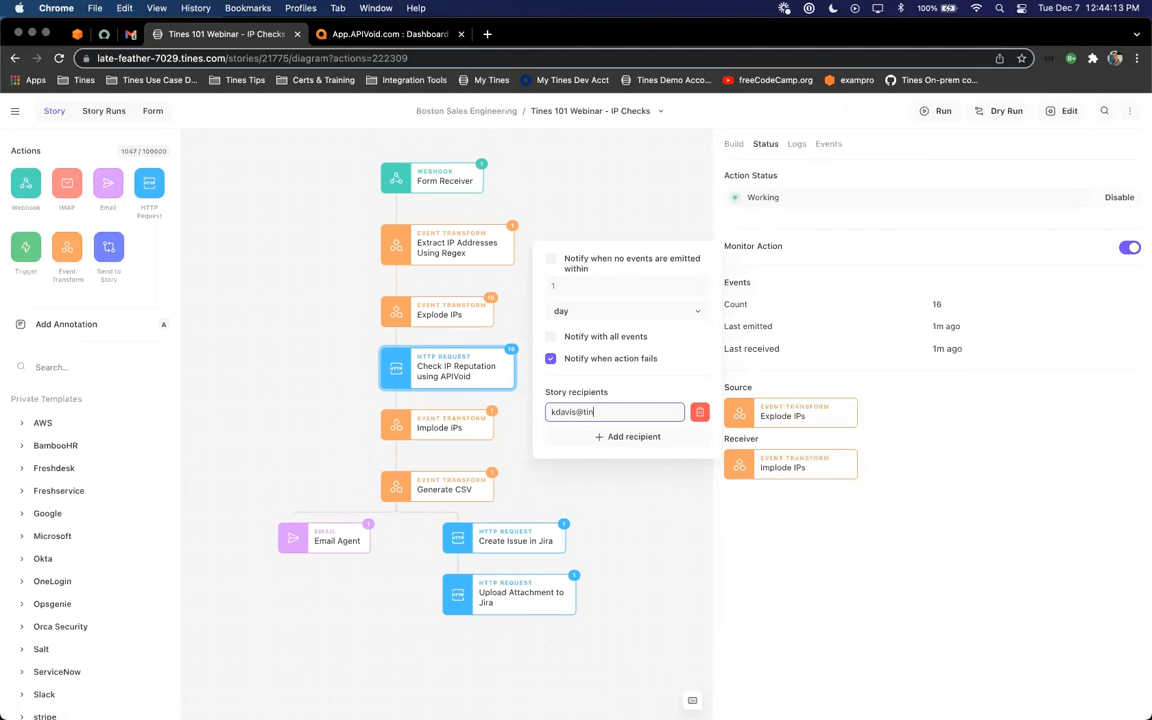 Chrome File Edit View History Bookmarks Profiles Tab Window Help 100% Tue Dec 7 12:44:13 PM
Tines 101 Webinar - IP Checks App.APIVoid.com : Dashboard
late-feather-7029.tines.com/stories/21775/diagram?actions=222309
Apps Tines Tines Use Case D... Tines Tips Certs & Training Integration Tools My Tines My Tines Dev Acct Tines Demo Acco... freeCodeCamp.org exampro Tines On-prem co...
Story Story Runs Form Boston Sales Engineering / Tines 101 Webinar - IP Checks Run Dry Run Edit
Actions 1047 / 100000
Webhook IMAP Email HTTP Request
Trigger Event Transform Send to Story
Add Annotation A
Search...
Private Templates
AWS
BambooHR
Freshdesk
Freshservice
Google
Microsoft
Okta
OneLogin
Opsgenie
Orca Security
Salt
ServiceNow
Slack
stripe
WEBHOOK
Form Receiver
1
EVENT TRANSFORM
Extract IP Addresses
Using Regex
1
EVENT TRANSFORM
Explode IPs
16
HTTP REQUEST
Check IP Reputation
using APIVoid
16
EVENT TRANSFORM
Implode IPs
1
EVENT TRANSFORM
Generate CSV
1
EMAIL
Email Agent
1
HTTP REQUEST
Create Issue in Jira
1
HTTP REQUEST
Upload Attachment to
Jira
1
Notify when no events are emitted
within
1
day
Notify with all events
Notify when action fails
Story recipients
kdavis@tin
Add recipient
Build Status Logs Events
Action Status
Working Disable
Monitor Action
Events
Count 16
Last emitted 1m ago
Last received 1m ago
Source
EVENT TRANSFORM
Explode IPs
Receiver
EVENT TRANSFORM
Implode IPs